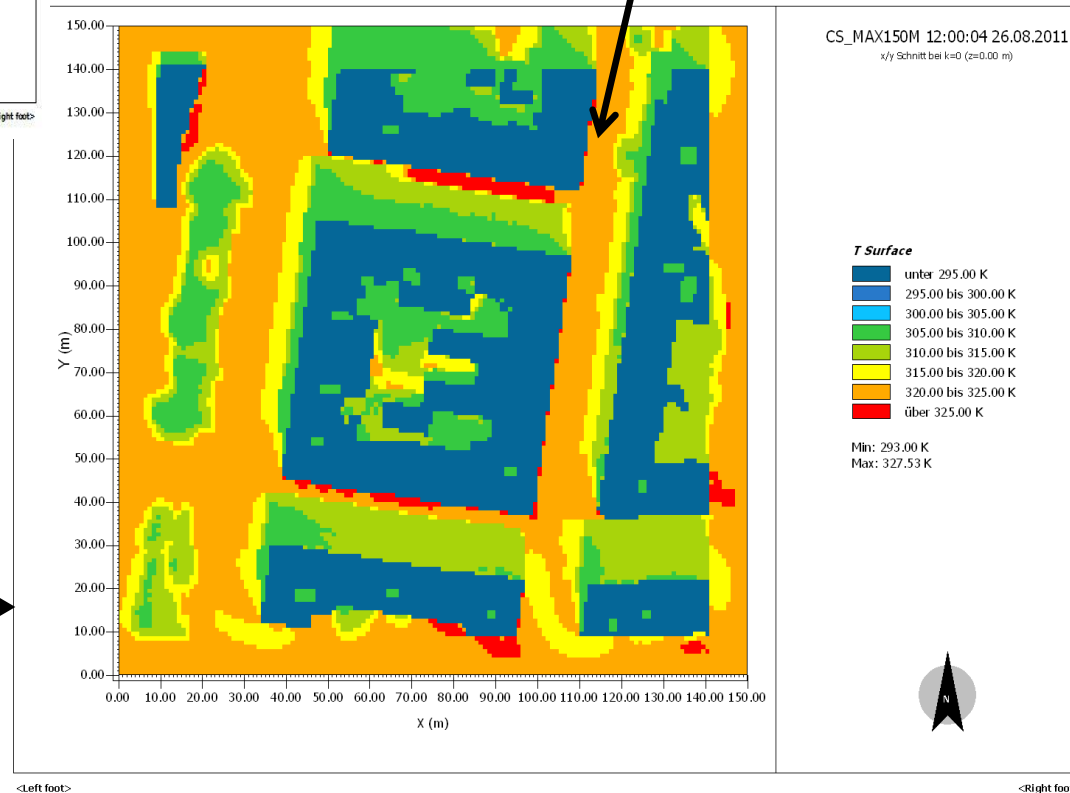 CS_MAX150M 12:00:04 26.08.2011
x/y Schnitt bei k=0 (z=0.00 m)
ight foot>
150.00
140.00
130.00
120.00
110.00
100.00
90.00
80.00
70.00
60.00
50.00
40.00
30.00
20.00
10.00
0.00
Y (m)
0.00 10.00 20.00 30.00 40.00 50.00 60.00 70.00 80.00 90.00 100.00 110.00 120.00 130.00 140.00 150.00
X (m)
T Surface
unter 295.00 K
295.00 bis 300.00 K
300.00 bis 305.00 K
305.00 bis 310.00 K
310.00 bis 315.00 K
315.00 bis 320.00 K
320.00 bis 325.00 K
über 325.00 K
Min: 293.00 K
Max: 327.53 K
N
<Left foot>
<Right foo